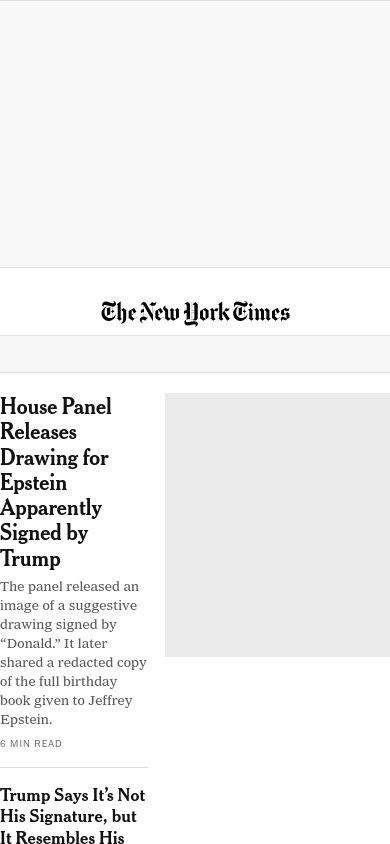 The New York Times
House Panel
Releases
Drawing for
Epstein
Apparently
Signed by
Trump
The panel released an
image of a suggestive
drawing signed by
“Donald.” It later
shared a redacted copy
of the full birthday
book given to Jeffrey
Epstein.
6 MIN READ
Trump Says It’s Not
His Signature, but
It Resembles His